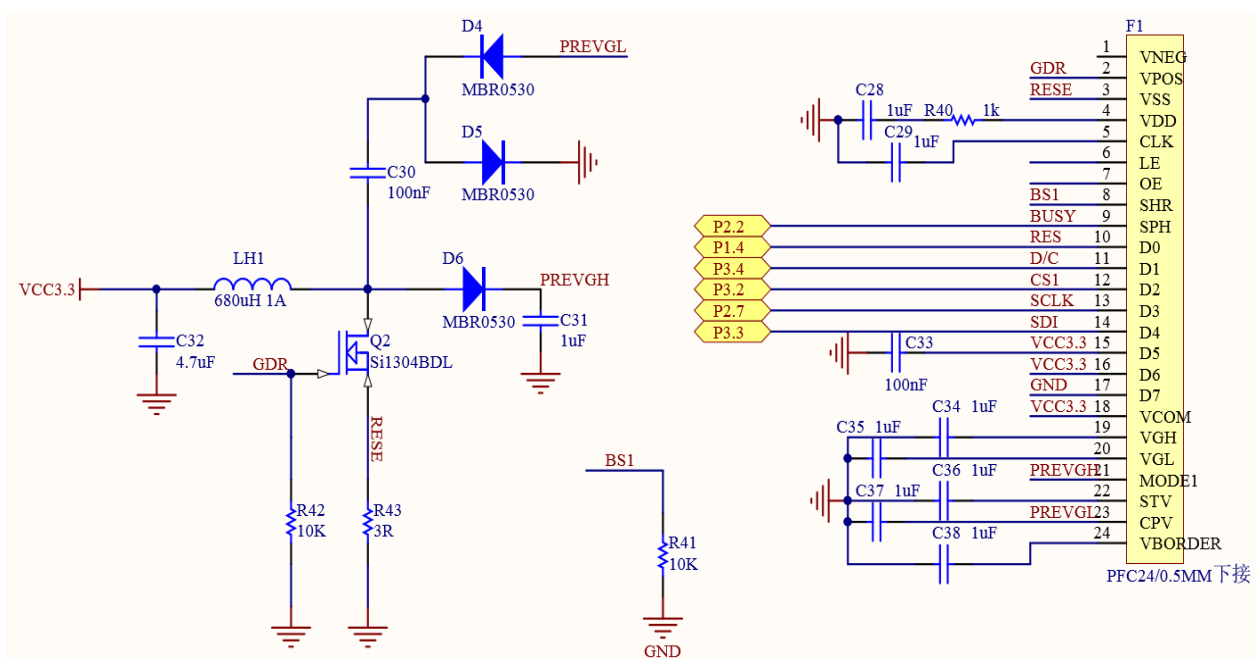 D4
PREVGL
MBR0530
D5
MBR0530
C30
100nF
LH1
VCC3.3
680uH 1A
D6
PREVGH
MBR0530
C31
1uF
C32
4.7uF
Q2
Si1304BDL
GDR
RESE
R42
10K
R43
3R
BS1
R41
10K
GND
F1
1 VNEG
GDR 2 VPOS
RESE 3 VSS
C28
1uF R40 1k 4 VDD
C29 1uF 5 CLK
6 LE
7 OE
BS1 8 SHR
P2.2 BUSY 9 SPH
P1.4 RES 10 D0
P3.4 D/C 11 D1
P3.2 CS1 12 D2
P2.7 SCLK 13 D3
P3.3 SDI 14 D4
C33 VCC3.3 15 D5
100nF VCC3.3 16 D6
GND 17 D7
VCC3.3 18 VCOM
C34 1uF 19 VGH
C35 1uF 20 VGL
PREVGH 21 MODE1
C36 1uF 22 STV
C37 1uF PREVGL 23 CPV
C38 1uF 24 VBORDER
PFC24/0.5MM下接